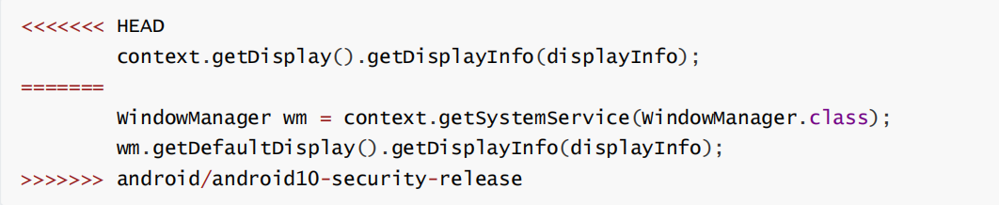 <<<<<<< HEAD
        context.getDisplay().getDisplayInfo(displayInfo);
=======
        WindowManager wm = context.getSystemService(WindowManager.class);
        wm.getDefaultDisplay().getDisplayInfo(displayInfo);
>>>>>>> android/android10-security-release